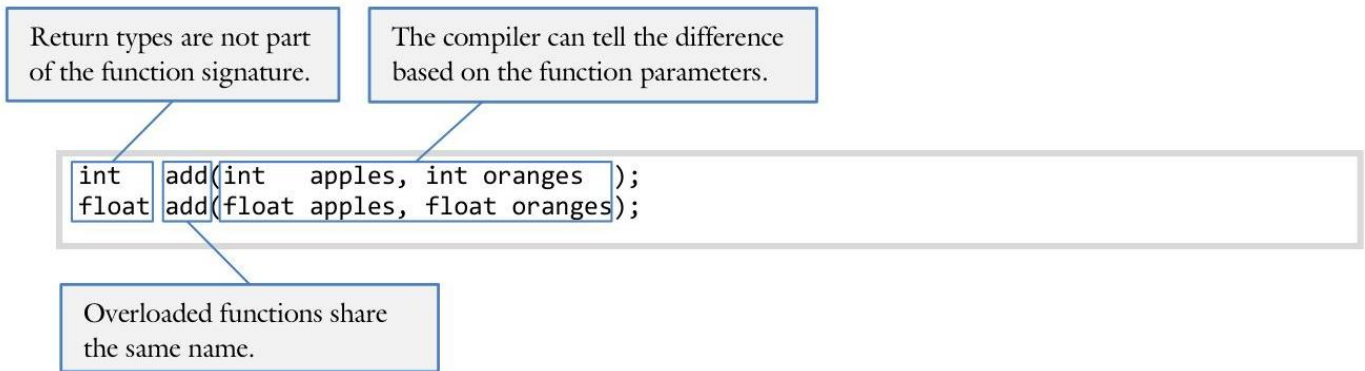 Return types are not part
of the function signature.
The compiler can tell the difference
based on the function parameters.
int add(int apples, int oranges );
float add(float apples, float oranges);
Overloaded functions share
the same name.